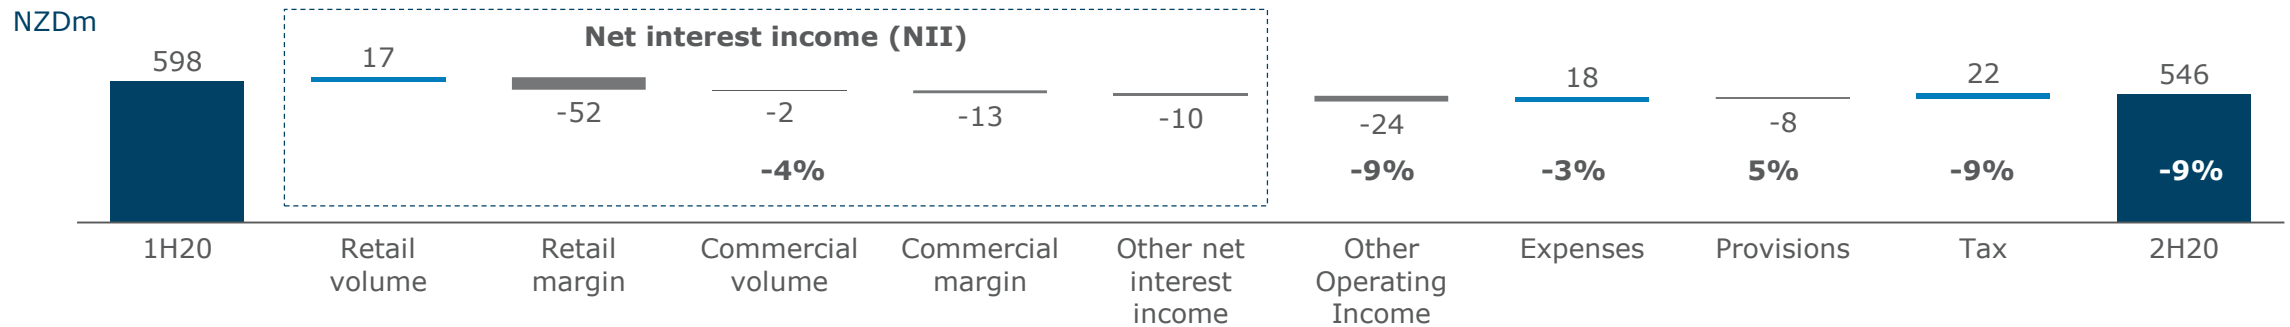 NZDm
Net interest income (NII)
598
17
-52
-2
-13
-10
-24
18
-8
22
546
-4%
-9%
-3%
5%
-9%
-9%
1H20
Retail
volume
Retail
margin
Commercial
volume
Commercial
margin
Other net
interest
income
Other
Operating
Income
Expenses
Provisions
Tax
2H20